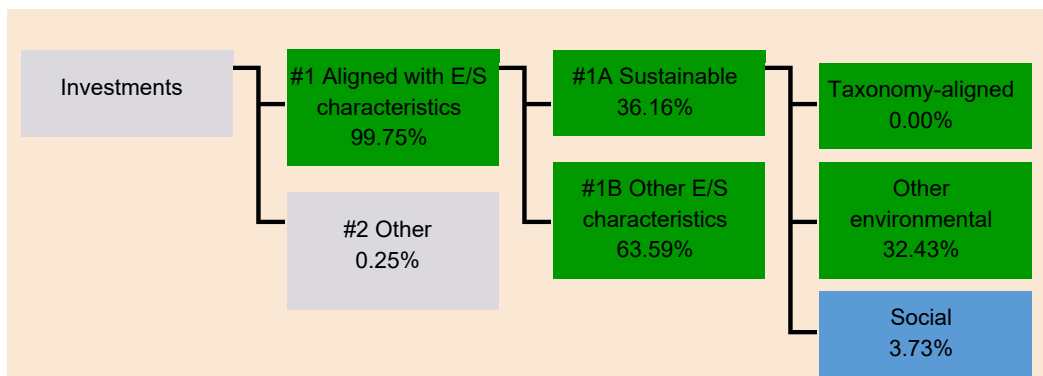 Investments
#1 Aligned with E/S
characteristics
99.75%
#2 Other
0.25%
#1A Sustainable
36.16%
#1B Other E/S
characteristics
63.59%
Taxonomy-aligned
0.00%
Other
environmental
32.43%
Social
3.73%